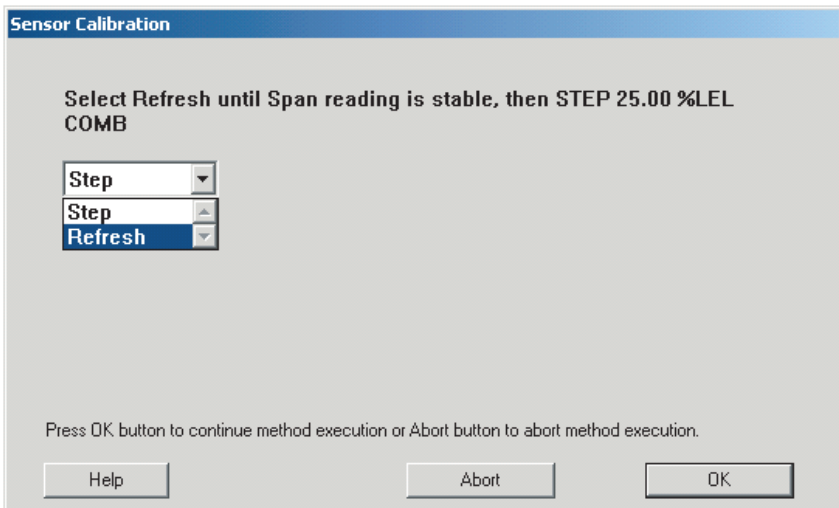 Sensor Calibration
Select Refresh until Span reading is stable, then STEP 25.00 %LEL
COMB
Step
Step
Refresh
Press OK button to continue method execution or Abort button to abort method execution.
Help Abort OK